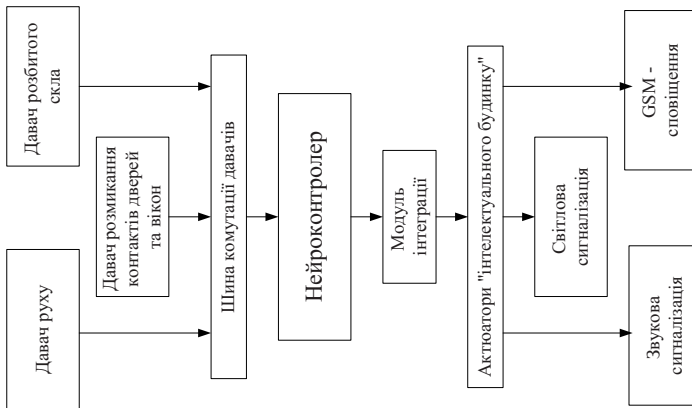 Давач руху
Давач розмикання
контактів дверей
та вікон
Давач розбитого
скла
Шина комутації давачів
Нейроконтролер
Модуль
інтеграції
Актюатори "інтелектуального будинку"
Звукова
сигналізація
Світлова
сигналізація
GSM -
сповіщення